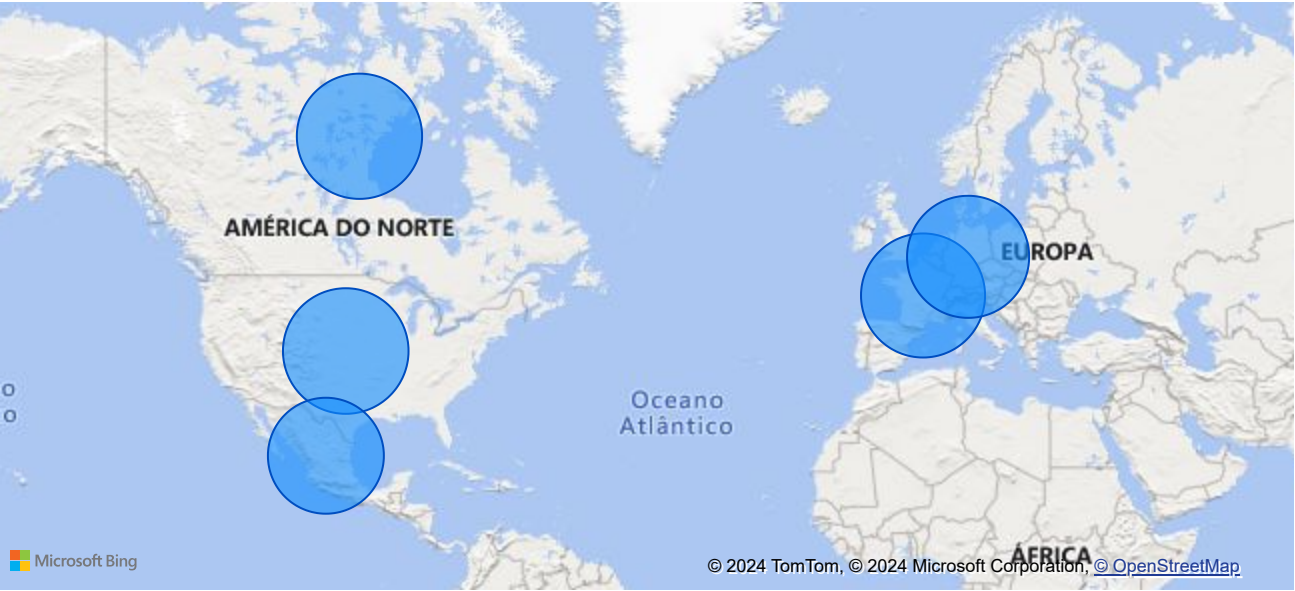 AMÉRICA DO NORTE
EUROPA
o
o
Oceano
Atlântico
ÁFRICA
Microsoft Bing
© 2024 TomTom, © 2024 Microsoft Corporation, © OpenStreetMap